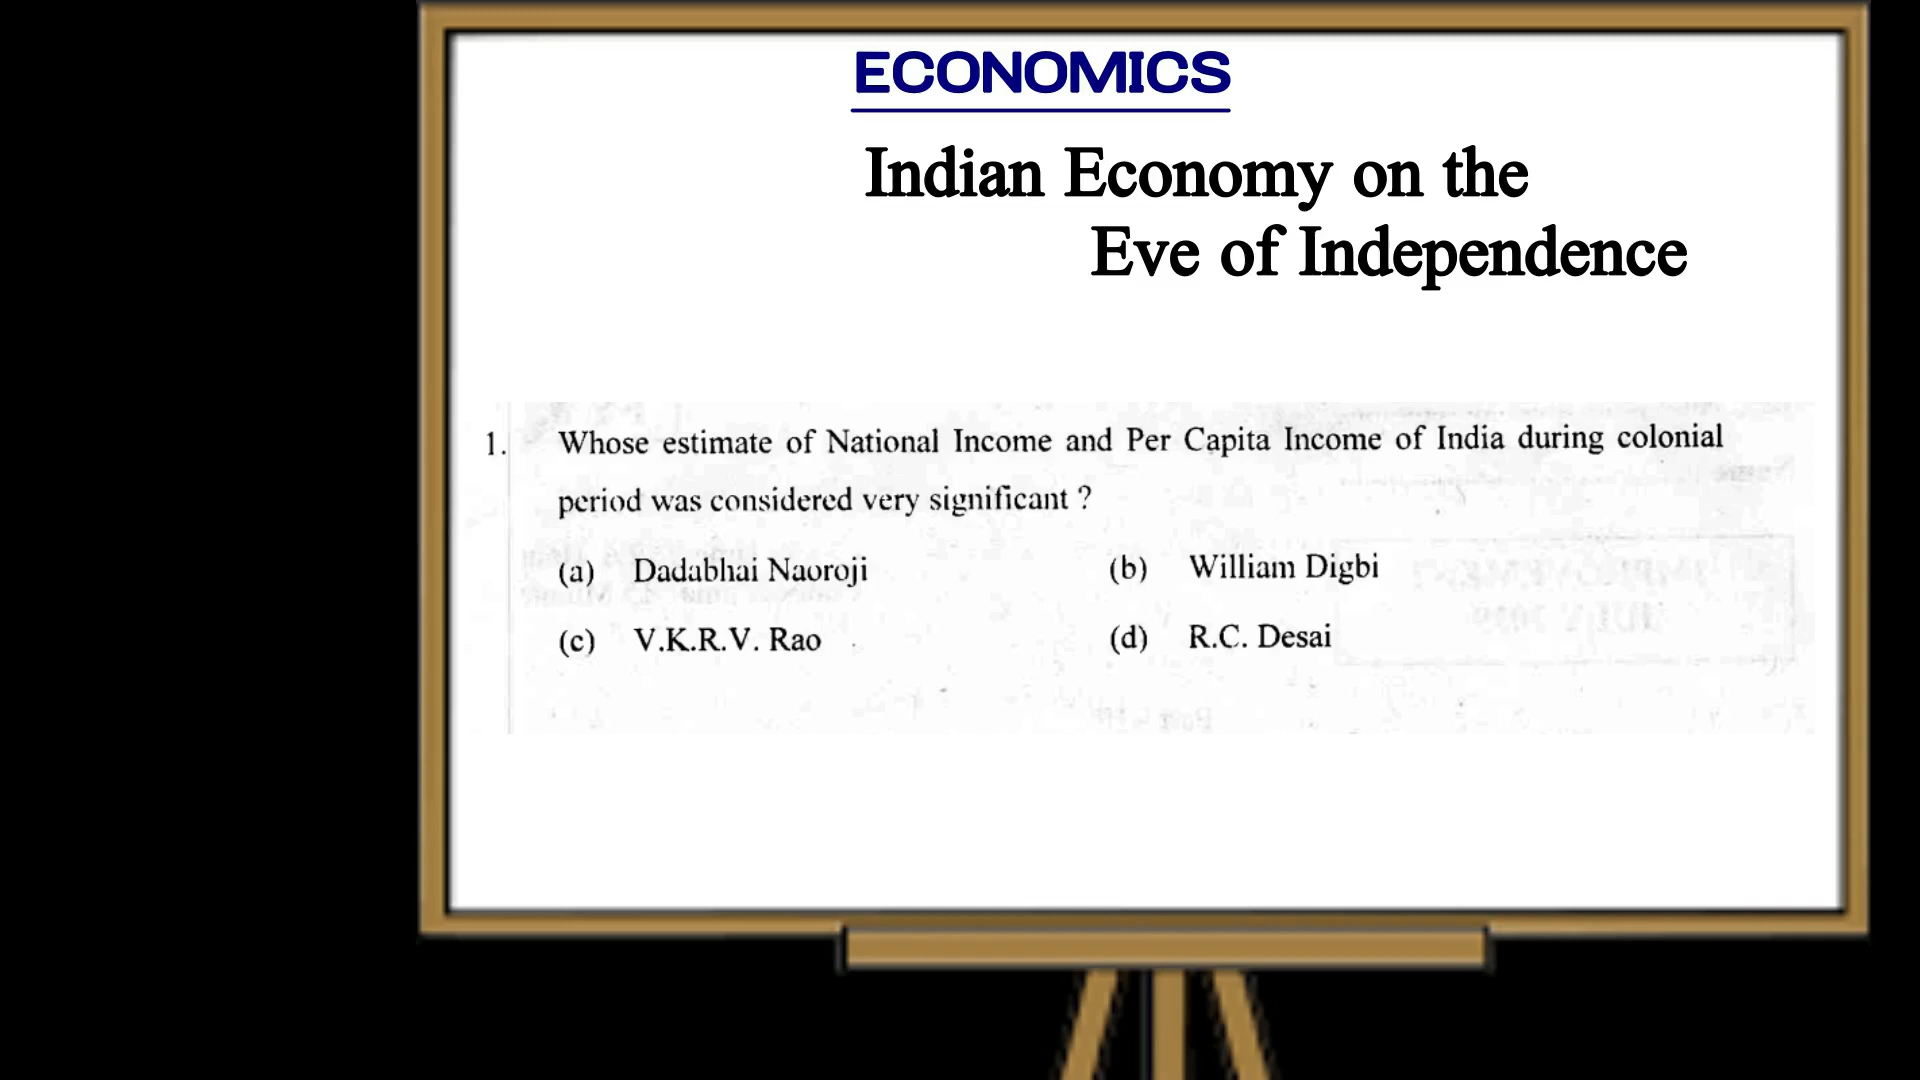 ECONOMICS
Indian Economy on the
Eve of Independence
1. Whose estimate of National Income and Per Capita Income of India during colonial
period was considered very significant ?
(a) Dadabhai Naoroji (b) William Digbi
(c) V.K.R.V. Rao (d) R.C. Desai